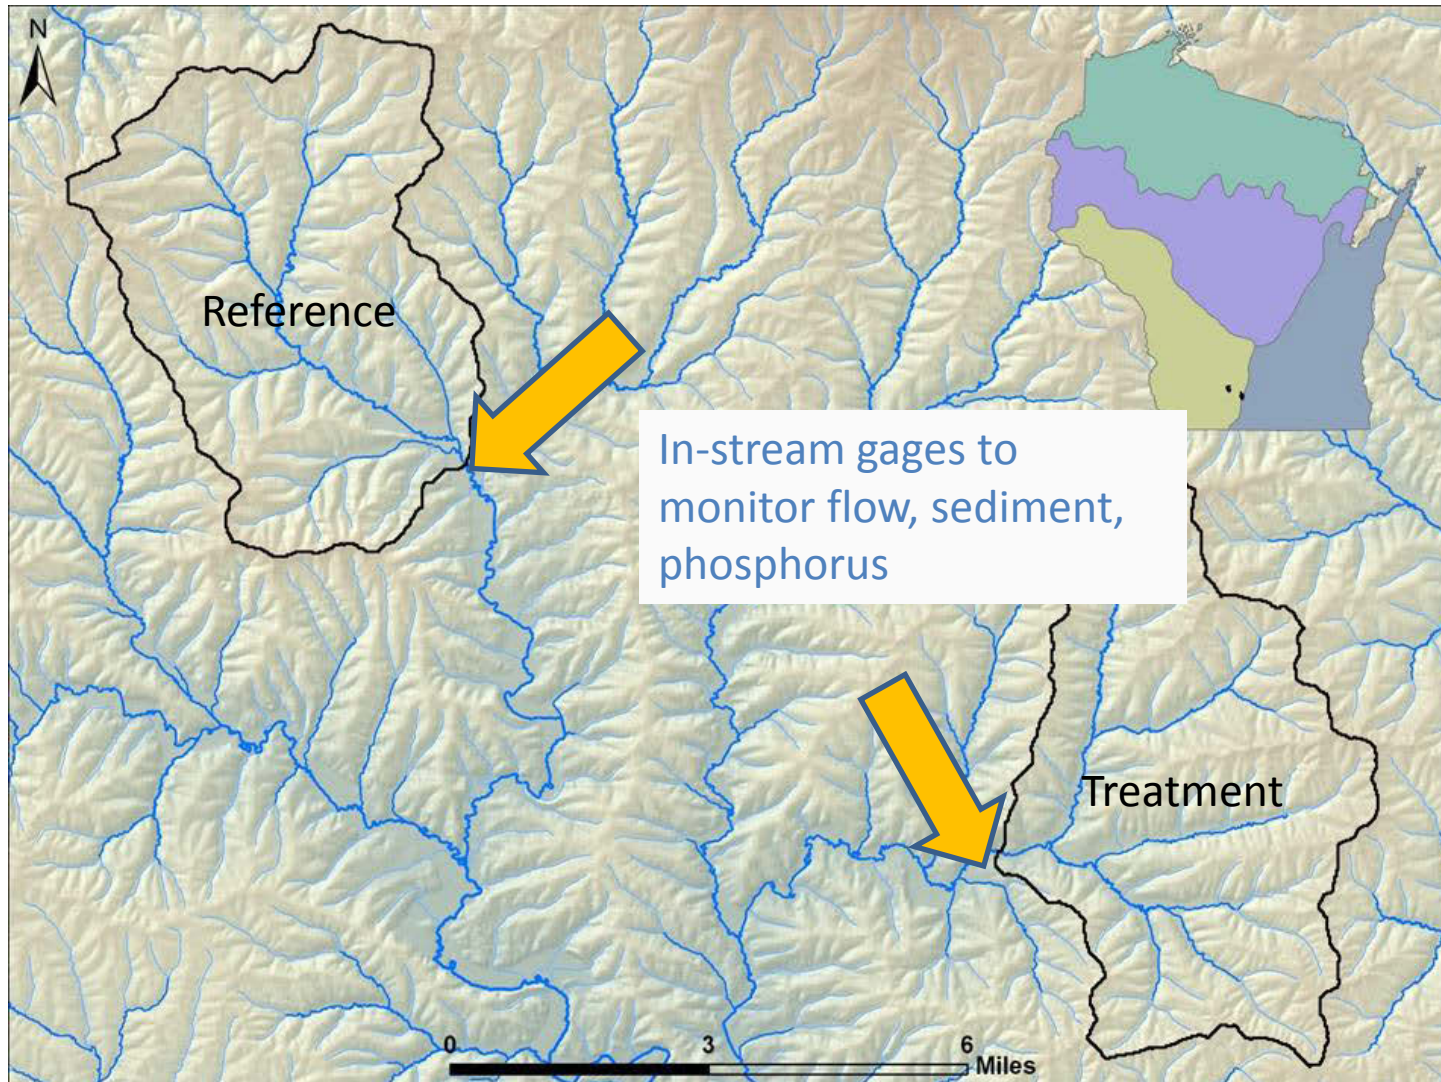 N
Reference
In-stream gages to
monitor flow, sediment,
phosphorus
Treatment
0 3 6
Miles